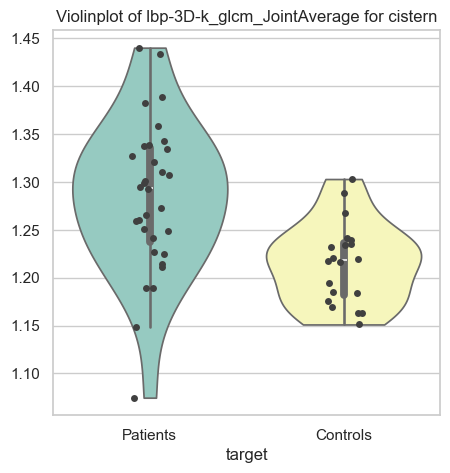 Violinplot of lbp-3D-k_glcm_JointAverage for cistern
1.45
1.40
1.35
1.30
1.25
1.20
1.15
1.10
Patients
Controls
target